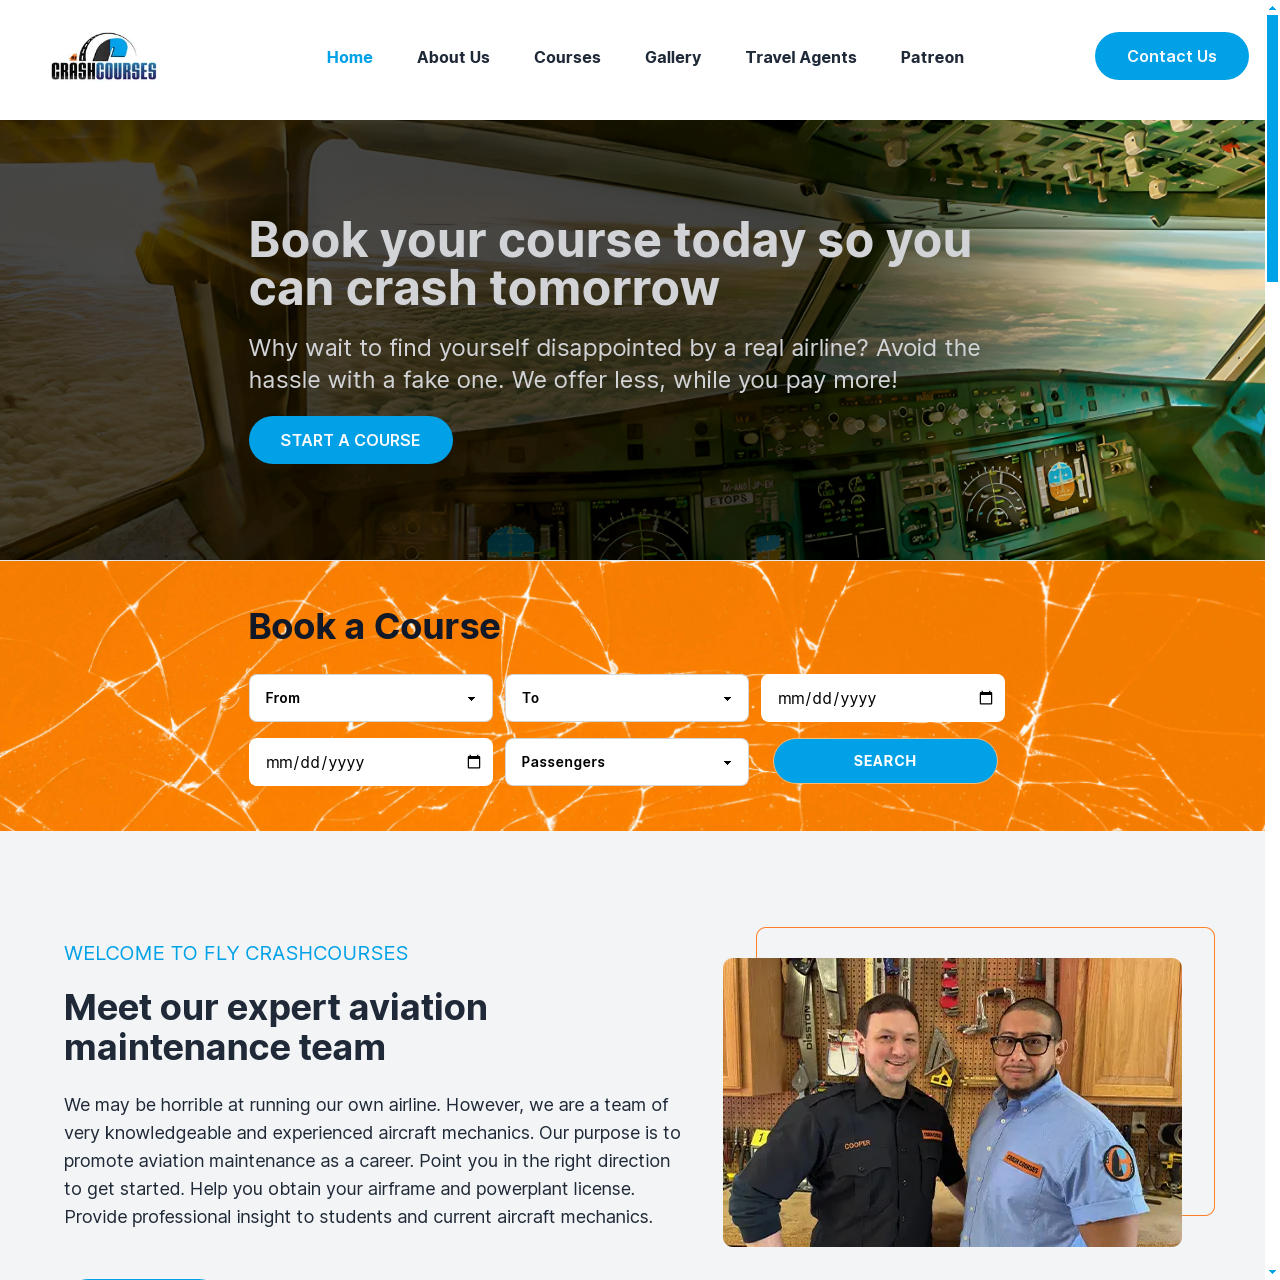 CRASHCOURSES
Home
About Us
Courses
Gallery
Travel Agents
Patreon
Contact Us
Book your course today so you
can crash tomorrow
Why wait to find yourself disappointed by a real airline? Avoid the
hassle with a fake one. We offer less, while you pay more!
START A COURSE
ETOPS
Book a Course
From
To
mm/dd/yyyy
mm/dd/yyyy
Passengers
SEARCH
WELCOME TO FLY CRASHCOURSES
Meet our expert aviation
maintenance team
We may be horrible at running our own airline. However, we are a team of
very knowledgeable and experienced aircraft mechanics. Our purpose is to
promote aviation maintenance as a career. Point you in the right direction
to get started. Help you obtain your airframe and powerplant license.
Provide professional insight to students and current aircraft mechanics.
DISSTON
COOPER
CRASH COURSES